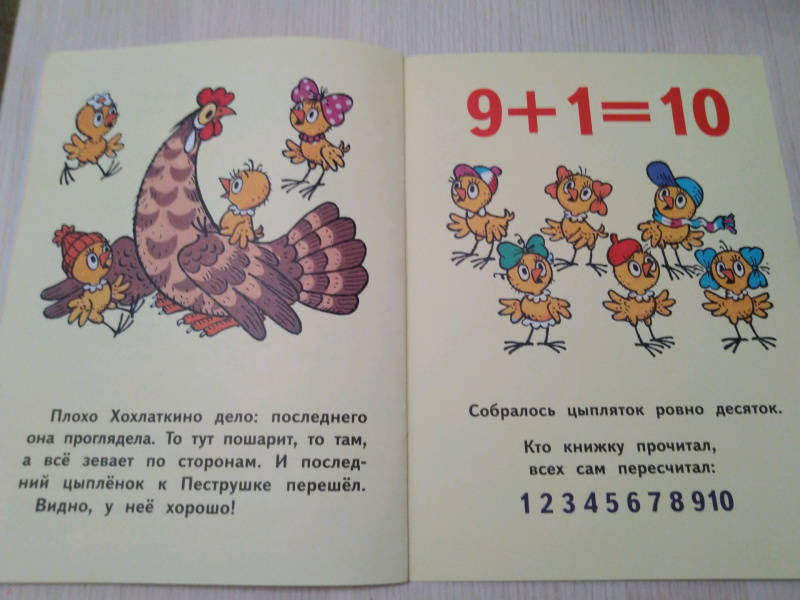 Плохо Хохлаткино дело: последнего
она проглядела. То тут пошарит, то там,
а всё зевает по сторонам. И послед-
ний цыплёнок к Пеструшке перешёл.
Видно, у неё хорошо!
9+1=10
Собралось цыпляток ровно десяток.
Кто книжку прочитал,
всех сам пересчитал:
1 2 3 4 5 6 7 8 9 10